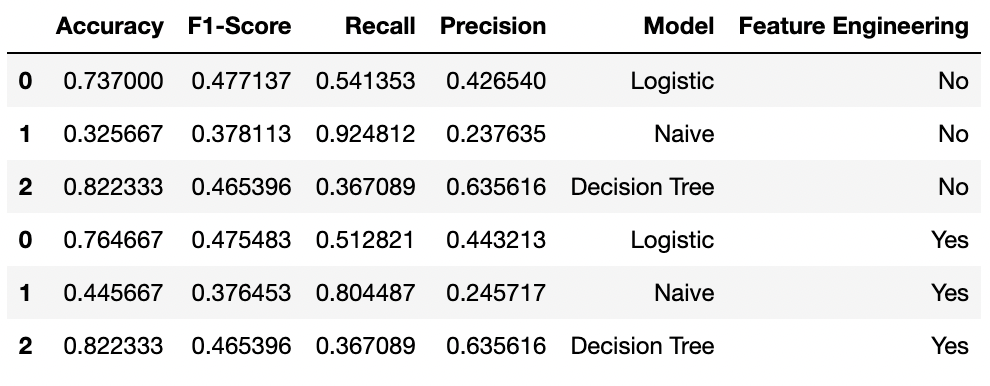 Accuracy F1-Score Recall Precision Model Feature Engineering
0 0.737000 0.477137 0.541353 0.426540 Logistic No
1 0.325667 0.378113 0.924812 0.237635 Naive No
2 0.822333 0.465396 0.367089 0.635616 Decision Tree No
0 0.764667 0.475483 0.512821 0.443213 Logistic Yes
1 0.445667 0.376453 0.804487 0.245717 Naive Yes
2 0.822333 0.465396 0.367089 0.635616 Decision Tree Yes